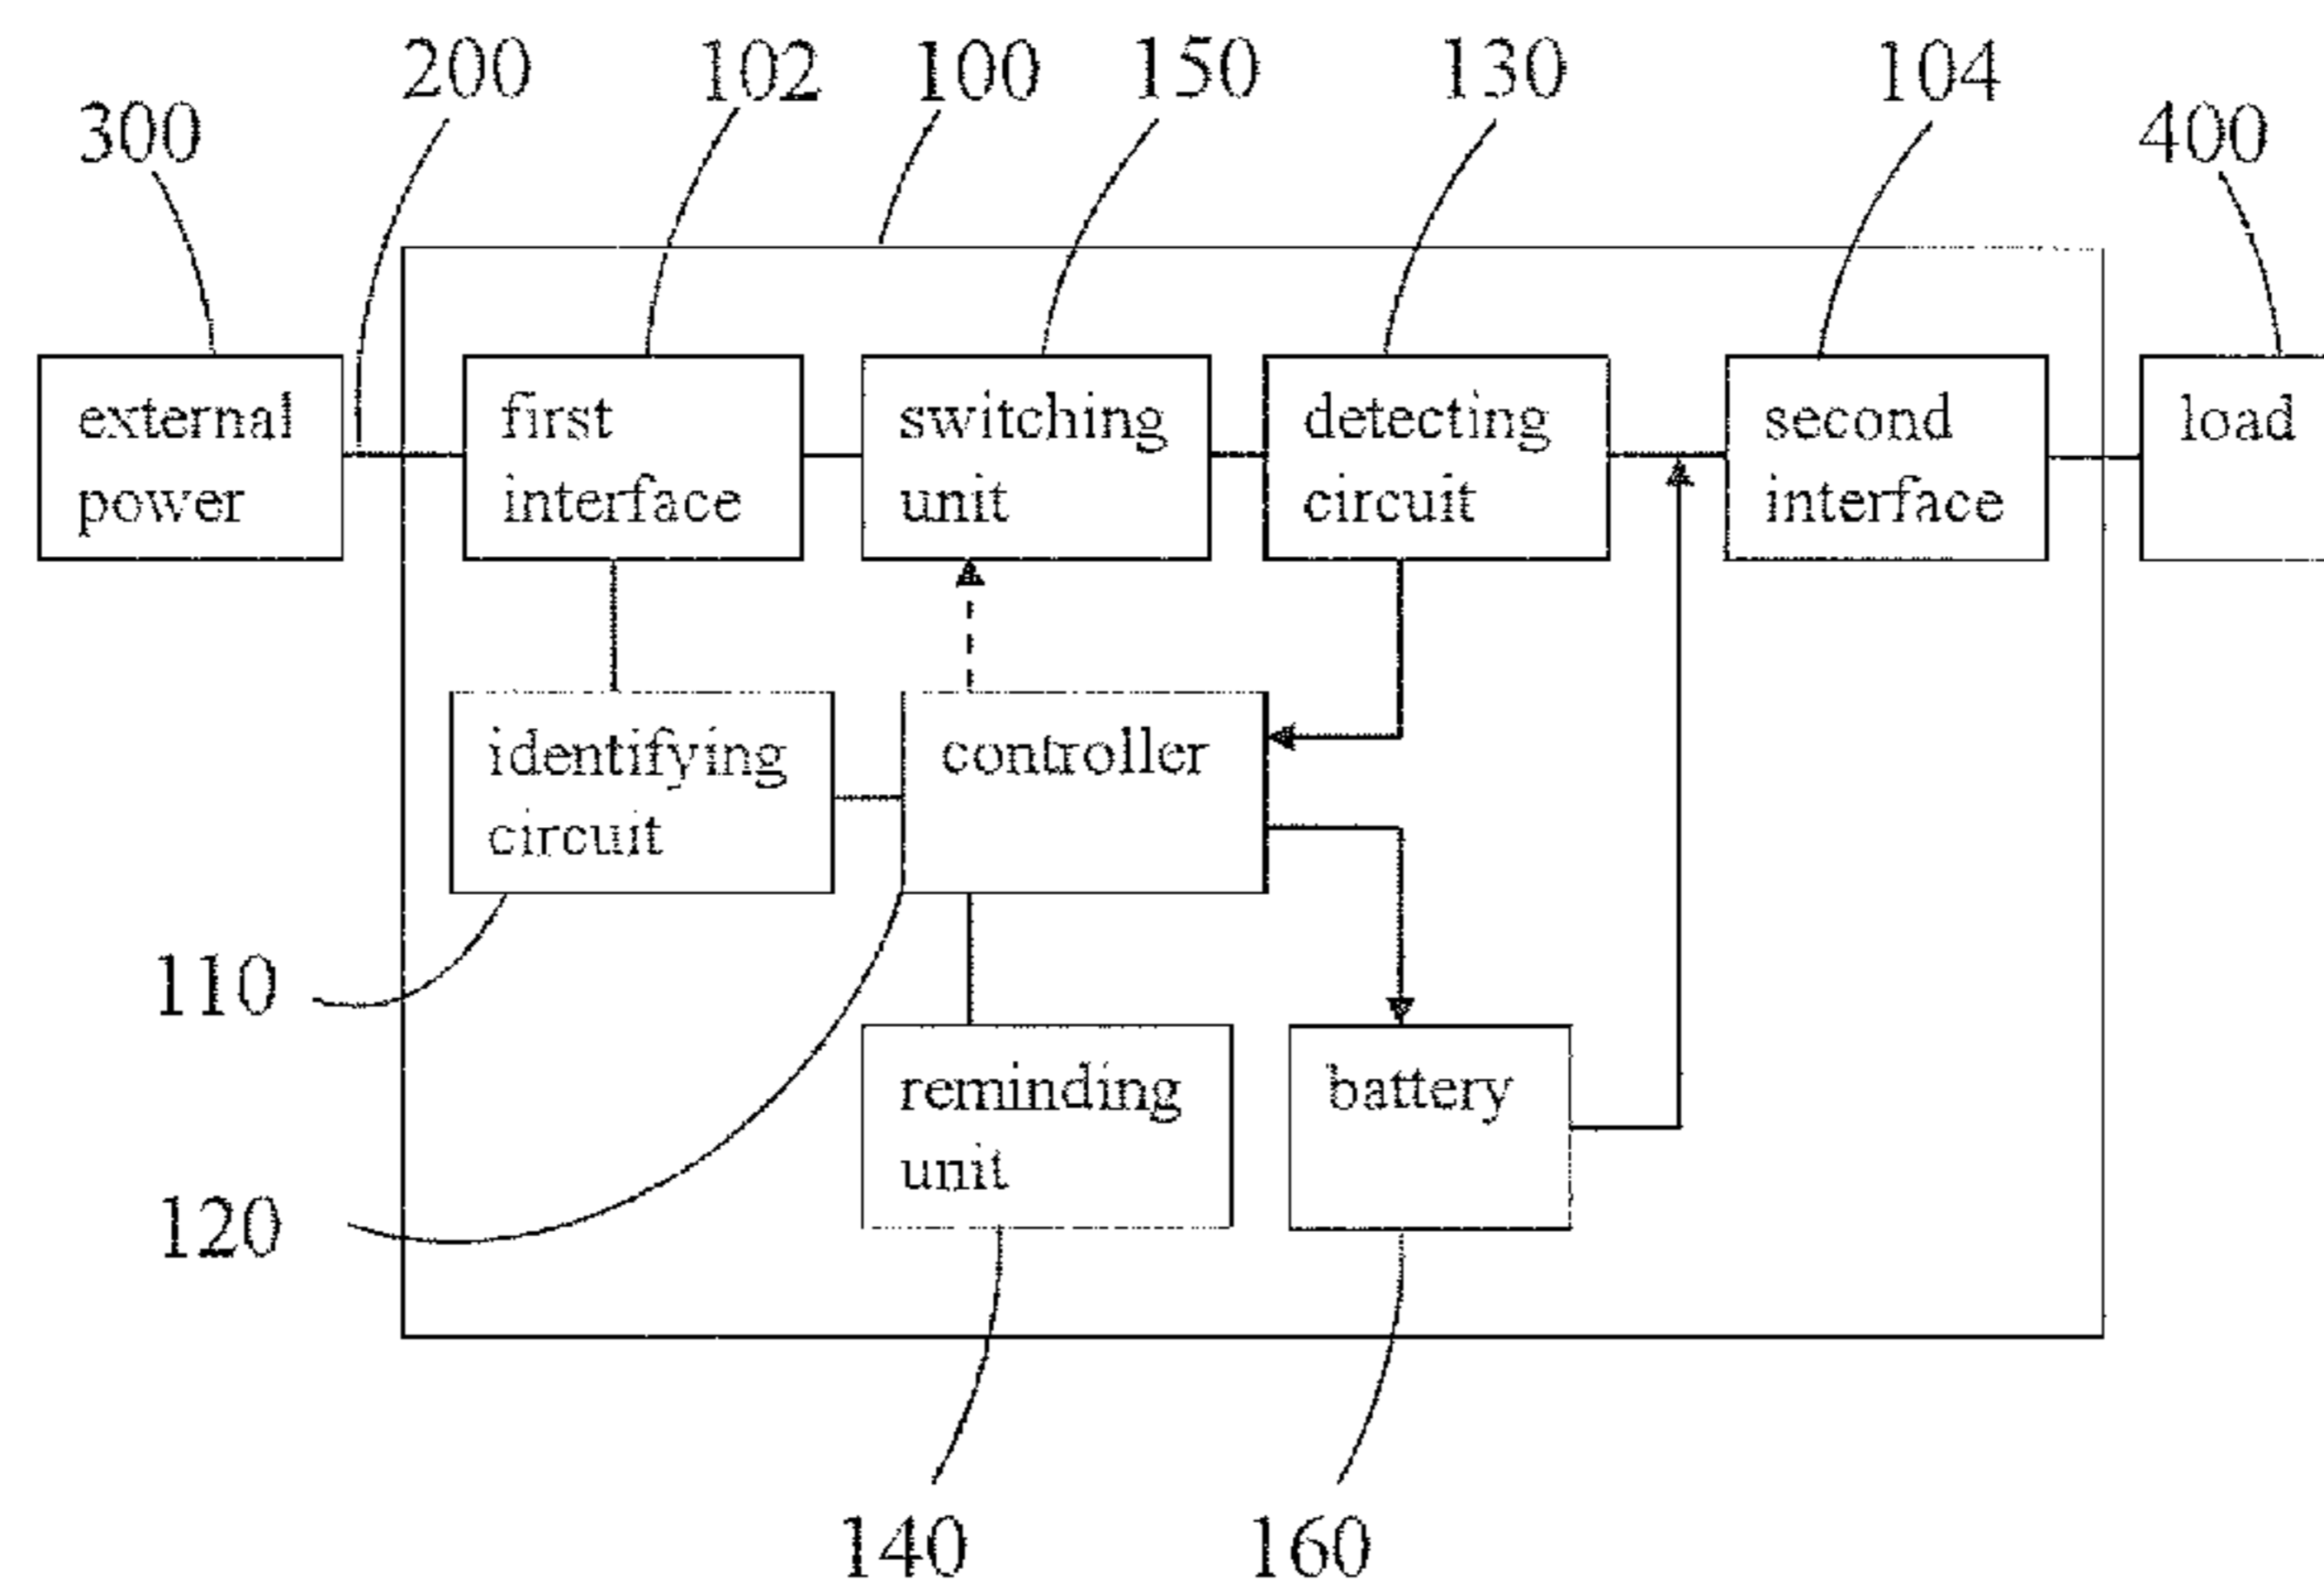 300
200
102
100
150
130
104
400
external
power
first
interface
switching
unit
detecting
circuit
second
interface
load
identifying
circuit
controller
110
reminding
unit
battery
120
140
160